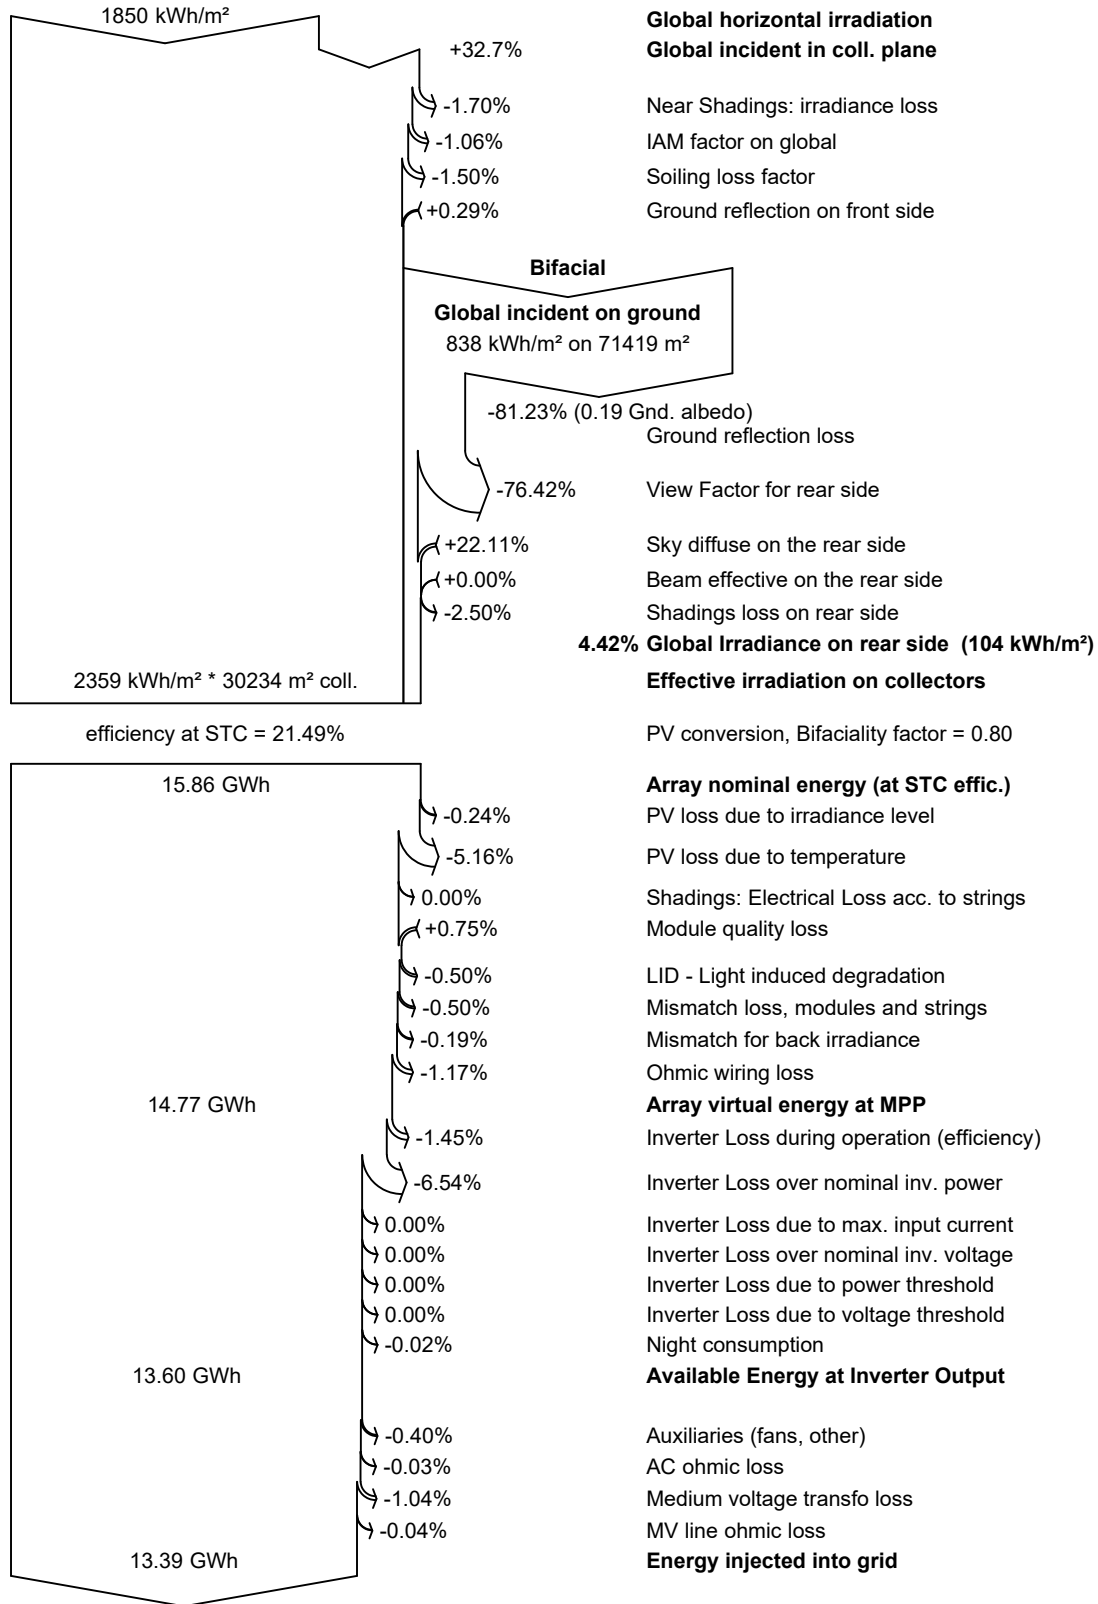 1850 kWh/m² Global horizontal irradiation
+32.7% Global incident in coll. plane
-1.70% Near Shadings: irradiance loss
-1.06% IAM factor on global
-1.50% Soiling loss factor
+0.29% Ground reflection on front side
Bifacial
Global incident on ground
838 kWh/m² on 71419 m²
-81.23% (0.19 Gnd. albedo)
Ground reflection loss
-76.42% View Factor for rear side
+22.11% Sky diffuse on the rear side
+0.00% Beam effective on the rear side
-2.50% Shadings loss on rear side
4.42% Global Irradiance on rear side (104 kWh/m²)
2359 kWh/m² * 30234 m² coll. Effective irradiation on collectors
efficiency at STC = 21.49% PV conversion, Bifaciality factor = 0.80
15.86 GWh Array nominal energy (at STC effic.)
-0.24% PV loss due to irradiance level
-5.16% PV loss due to temperature
0.00% Shadings: Electrical Loss acc. to strings
+0.75% Module quality loss
-0.50% LID - Light induced degradation
-0.50% Mismatch loss, modules and strings
-0.19% Mismatch for back irradiance
-1.17% Ohmic wiring loss
14.77 GWh Array virtual energy at MPP
-1.45% Inverter Loss during operation (efficiency)
-6.54% Inverter Loss over nominal inv. power
0.00% Inverter Loss due to max. input current
0.00% Inverter Loss over nominal inv. voltage
0.00% Inverter Loss due to power threshold
0.00% Inverter Loss due to voltage threshold
-0.02% Night consumption
13.60 GWh Available Energy at Inverter Output
-0.40% Auxiliaries (fans, other)
-0.03% AC ohmic loss
-1.04% Medium voltage transfo loss
-0.04% MV line ohmic loss
13.39 GWh Energy injected into grid